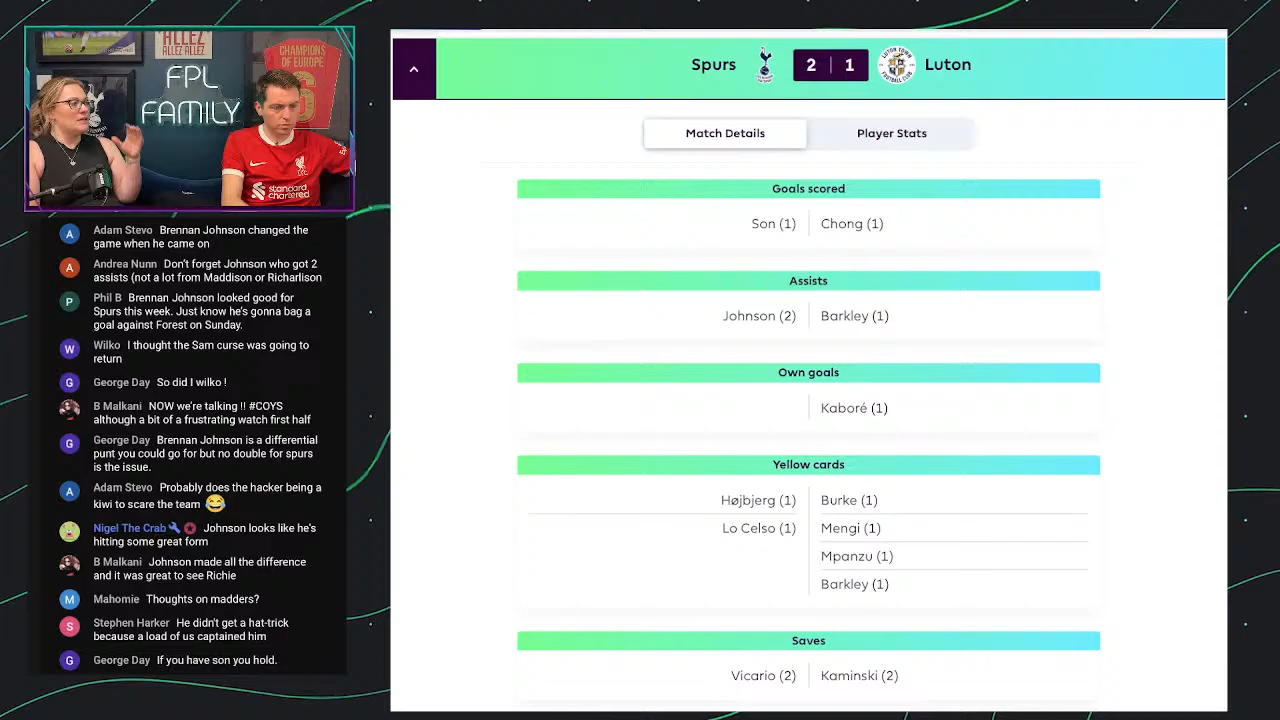 ALLEZ ALLEZ
CHAMPIONS
OF EUROPE
6
FPL
FAMILY
standard
chartered
Adam Stevo Brennan Johnson changed the
game when he came on
Andrea Nunn Don't forget Johnson who got 2
assists (not a lot from Maddison or Richarlison
Phil B Brennan Johnson looked good for
Spurs this week. Just know he's gonna bag a
goal against Forest on Sunday.
Wilko I thought the Sam curse was going to
return
George Day So did I wilko !
B Malkani NOW we're talking !! #COYS
although a bit of a frustrating watch first half
George Day Brennan Johnson is a differential
punt you could go for but no double for spurs
is the issue.
Adam Stevo Probably does the hacker being a
kiwi to scare the team 😂
Nigel The Crab Johnson looks like he's
hitting some great form
B Malkani Johnson made all the difference
and it was great to see Richie
Mahomie Thoughts on madders?
Stephen Harker He didn't get a hat-trick
because a load of us captained him
George Day If you have son you hold.
A
A
P
W
G
G
A
M
S
G
Spurs 2 | 1 Luton
LUTON TOWN
FOOTBALL CLUB
Match Details Player Stats
Goals scored
Son (1) Chong (1)
Assists
Johnson (2) Barkley (1)
Own goals
Kaboré (1)
Yellow cards
Højbjerg (1) Burke (1)
Lo Celso (1) Mengi (1)
Mpanzu (1)
Barkley (1)
Saves
Vicario (2) Kaminski (2)